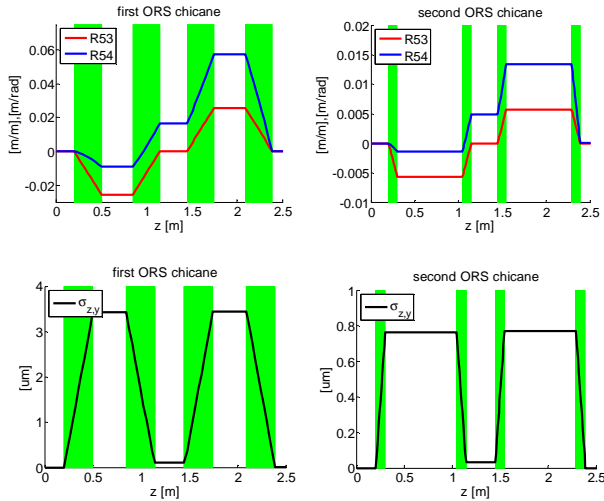 first ORS chicane
second ORS chicane
R53
R54
R53
R54
[m/m],[m/rad]
0.06
0.04
0.02
0
-0.02
0 0.5 1 1.5 2 2.5
z [m]
[m/m],[m/rad]
0.02
0.015
0.01
0.005
0
-0.005
-0.01
0 0.5 1 1.5 2 2.5
z [m]
first ORS chicane
second ORS chicane
σz,y
σz,y
[um]
4
3
2
1
0
0 0.5 1 1.5 2 2.5
z [m]
[um]
1
0.8
0.6
0.4
0.2
0
0 0.5 1 1.5 2 2.5
z [m]